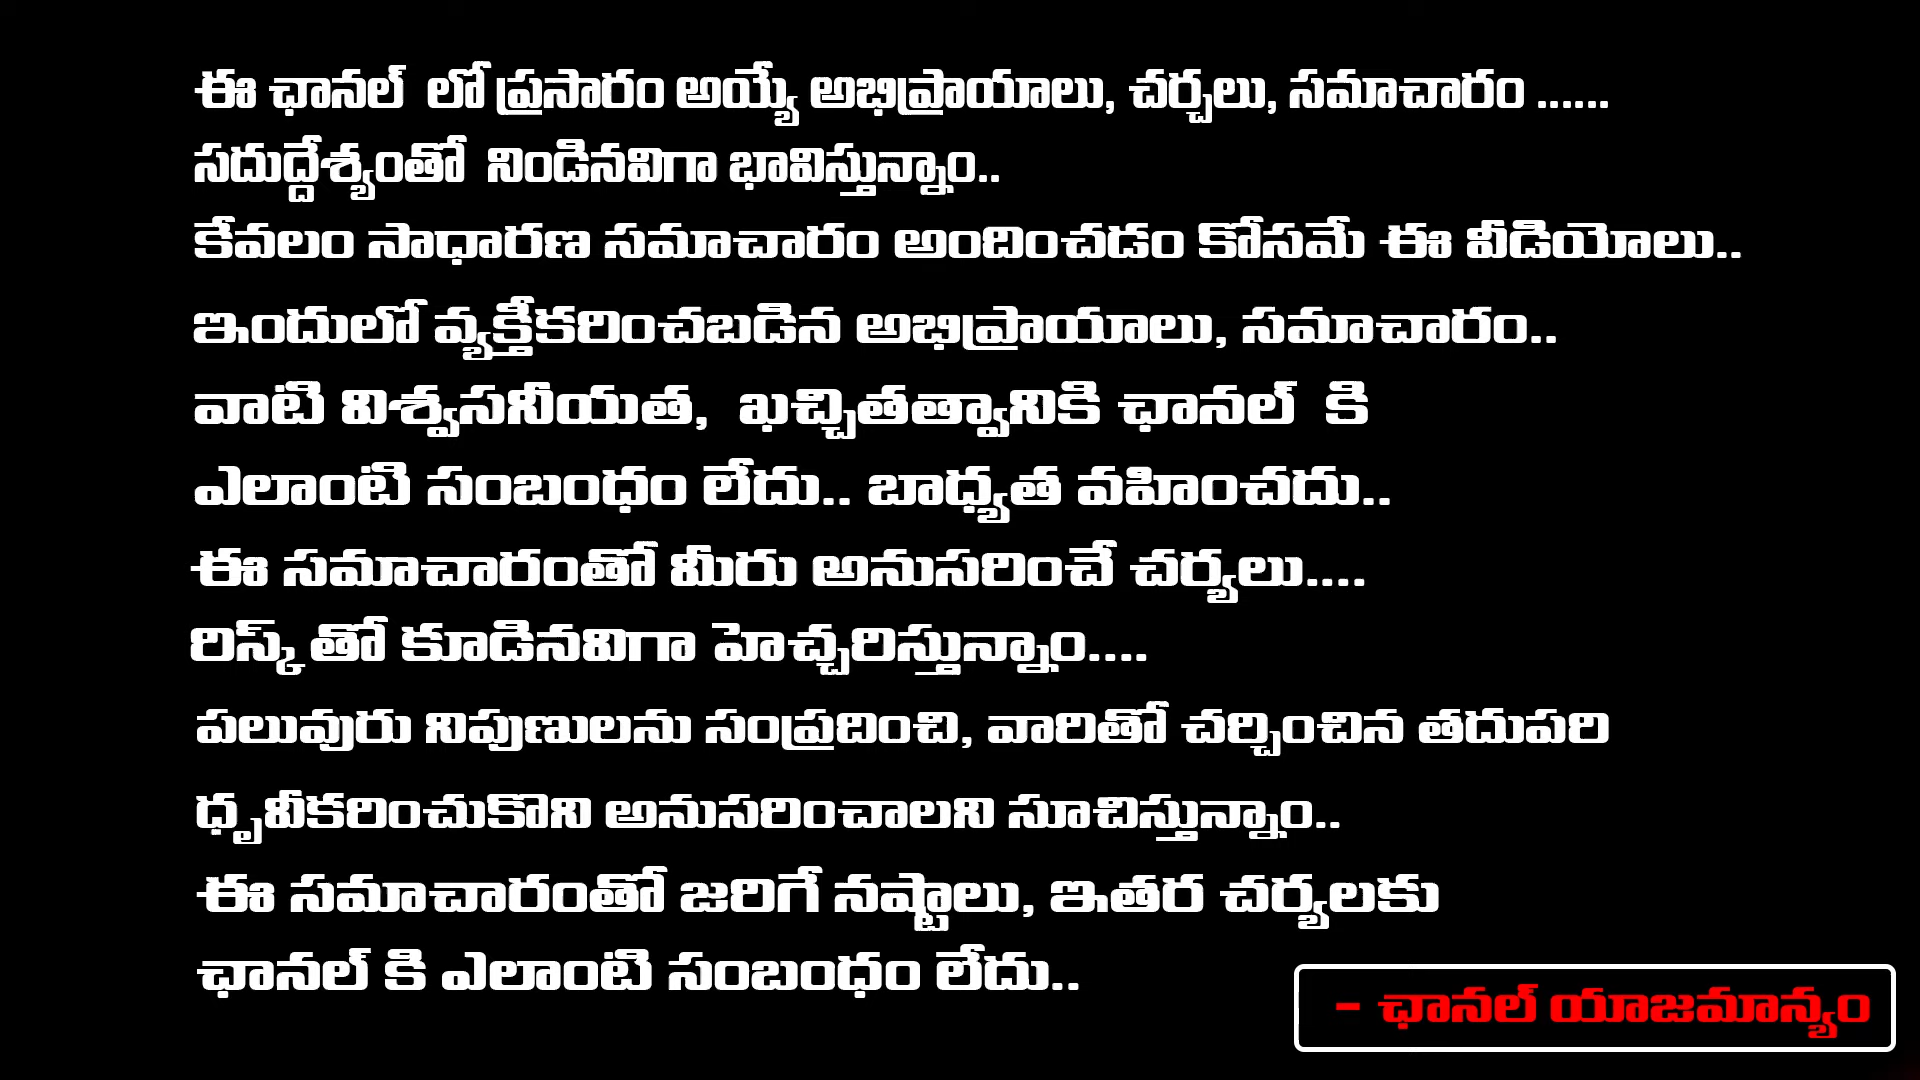 ఈ ఛానల్ లో ప్రసారం అయ్యే అభిప్రాయాలు, చర్చలు, సమాచారం ......
సదుద్దేశ్యంతో నిండినవిగా భావిస్తున్నాం..
కేవలం సాధారణ సమాచారం అందించడం కోసమే ఈ వీడియోలు..
ఇందులో వ్యక్తీకరించబడిన అభిప్రాయాలు, సమాచారం..
వాటి విశ్వసనీయత, ఖచ్చితత్వానికి ఛానల్ కి
ఎలాంటి సంబంధం లేదు.. బాధ్యత వహించదు..
ఈ సమాచారంతో మీరు అనుసరించే చర్యలు....
రిస్క్ తో కూడినవిగా హెచ్చరిస్తున్నాం....
పలువురు నిపుణులను సంప్రదించి, వారితో చర్చించిన తదుపరి
ధృవీకరించుకొని అనుసరించాలని సూచిస్తున్నాం..
ఈ సమాచారంతో జరిగే నష్టాలు, ఇతర చర్యలకు
ఛానల్ కి ఎలాంటి సంబంధం లేదు..
- ఛానల్ యాజమాన్యం